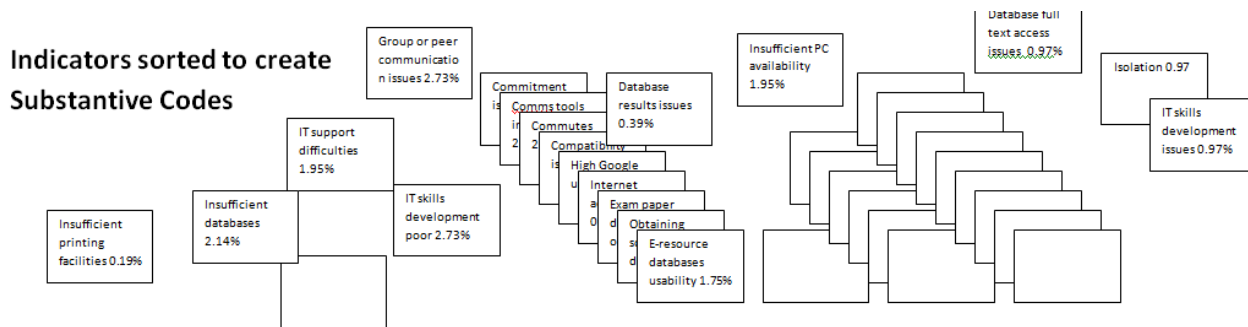 Indicators sorted to create
Substantive Codes
Group or peer
communicatio
n issues 2.73%
IT support
difficulties
1.95%
Insufficient
databases
2.14%
Insufficient
printing
facilities 0.19%
IT skills
development
poor 2.73%
Commitment
Comms tools
Commutes
Compatibility
High Google
Internet
Exam paper
Obtaining
E-resource
databases
usability 1.75%
Database
results issues
0.39%
Insufficient PC
availability
1.95%
Database full
text access
issues 0.97%
Isolation 0.97
IT skills
development
issues 0.97%